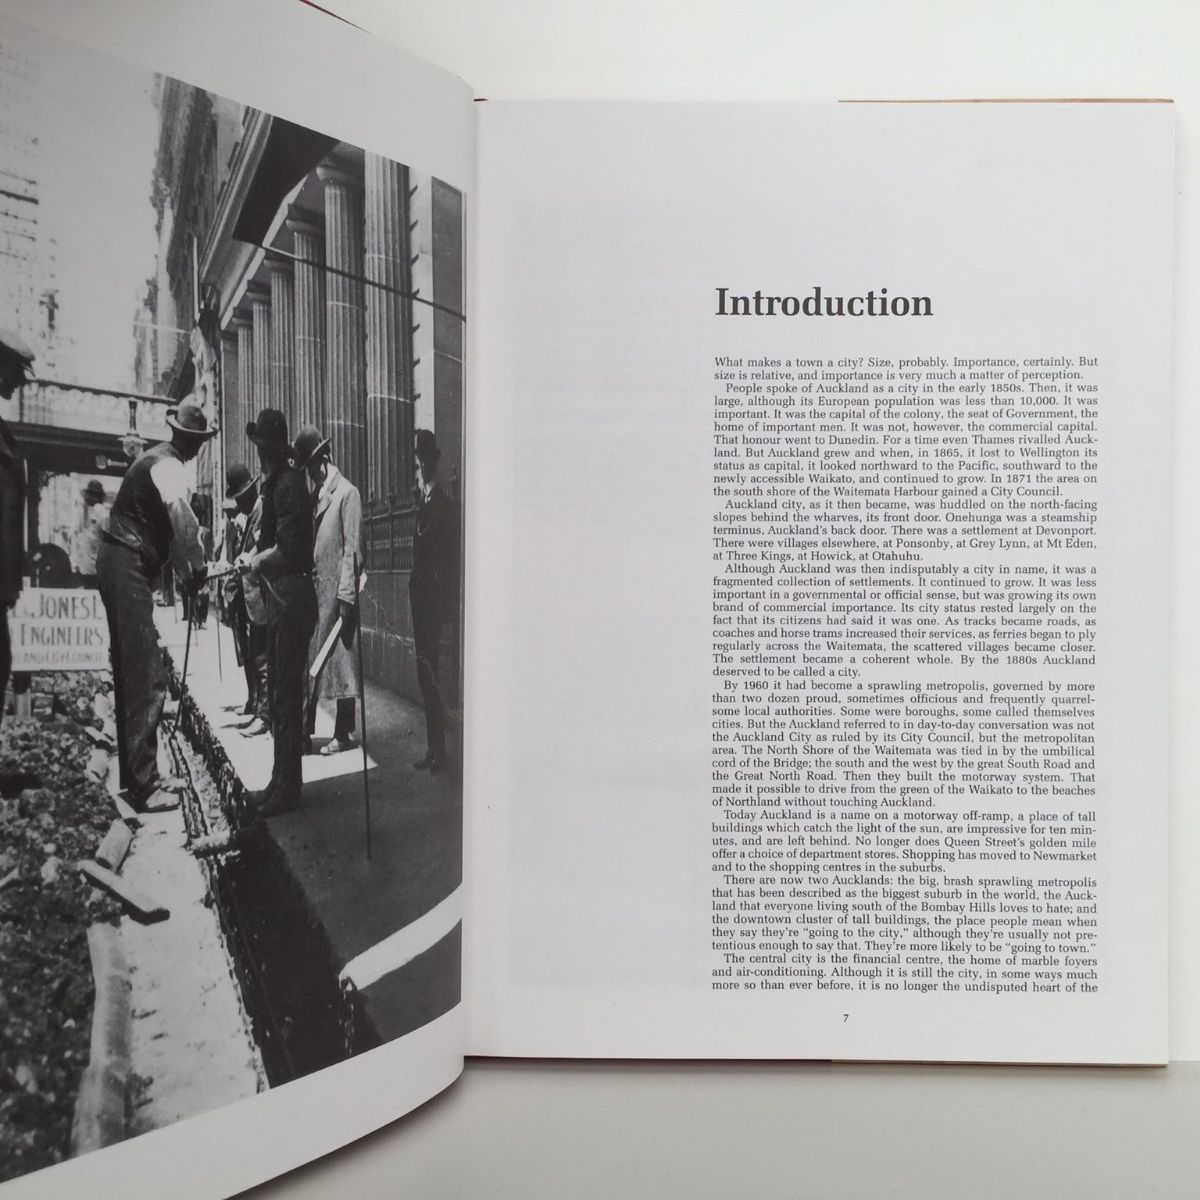 JONES
ENGINEERS
AND CITY COUNCIL
Introduction
What makes a town a city? Size, probably. Importance, certainly. But
size is relative, and importance is very much a matter of perception.
People spoke of Auckland as a city in the early 1850s. Then, it was
large, although its European population was less than 10,000. It was
important. It was the capital of the colony, the seat of Government, the
home of important men. It was not, however, the commercial capital.
That honour went to Dunedin. For a time even Thames rivalled Auck-
land. But Auckland grew and when, in 1865, it lost to Wellington its
status as capital, it looked northward to the Pacific, southward to the
newly accessible Waikato, and continued to grow. In 1871 the area on
the south shore of the Waitemata Harbour gained a City Council.
Auckland city, as it then became, was huddled on the north-facing
slopes behind the wharves, its front door. Onehunga was a steamship
terminus, Auckland's back door. There was a settlement at Devonport.
There were villages elsewhere, at Ponsonby, at Grey Lynn, at Mt Eden,
at Three Kings, at Howick, at Otahuhu.
Although Auckland was then indisputably a city in name, it was a
fragmented collection of settlements. It continued to grow. It was less
important in a governmental or official sense, but was growing its own
brand of commercial importance. Its city status rested largely on the
fact that its citizens had said it was one. As tracks became roads, as
coaches and horse trams increased their services, as ferries began to ply
regularly across the Waitemata, the scattered villages became closer.
The settlement became a coherent whole. By the 1880s Auckland
deserved to be called a city.
By 1960 it had become a sprawling metropolis, governed by more
than two dozen proud, sometimes officious and frequently quarrel-
some local authorities. Some were boroughs, some called themselves
cities. But the Auckland referred to in day-to-day conversation was not
the Auckland City as ruled by its City Council, but the metropolitan
area. The North Shore of the Waitemata was tied in by the umbilical
cord of the Bridge; the south and the west by the great South Road and
the Great North Road. Then they built the motorway system. That
made it possible to drive from the green of the Waikato to the beaches
of Northland without touching Auckland.
Today Auckland is a name on a motorway off-ramp, a place of tall
buildings which catch the light of the sun, are impressive for ten min-
utes, and are left behind. No longer does Queen Street's golden mile
offer a choice of department stores. Shopping has moved to Newmarket
and to the shopping centres in the suburbs.
There are now two Aucklands: the big, brash sprawling metropolis
that has been described as the biggest suburb in the world, the Auck-
land that everyone living south of the Bombay Hills loves to hate; and
the downtown cluster of tall buildings, the place people mean when
they say they're "going to the city," although they're usually not pre-
tentious enough to say that. They're more likely to be "going to town."
The central city is the financial centre, the home of marble foyers
and air-conditioning. Although it is still the city, in some ways much
more so than ever before, it is no longer the undisputed heart of the
7